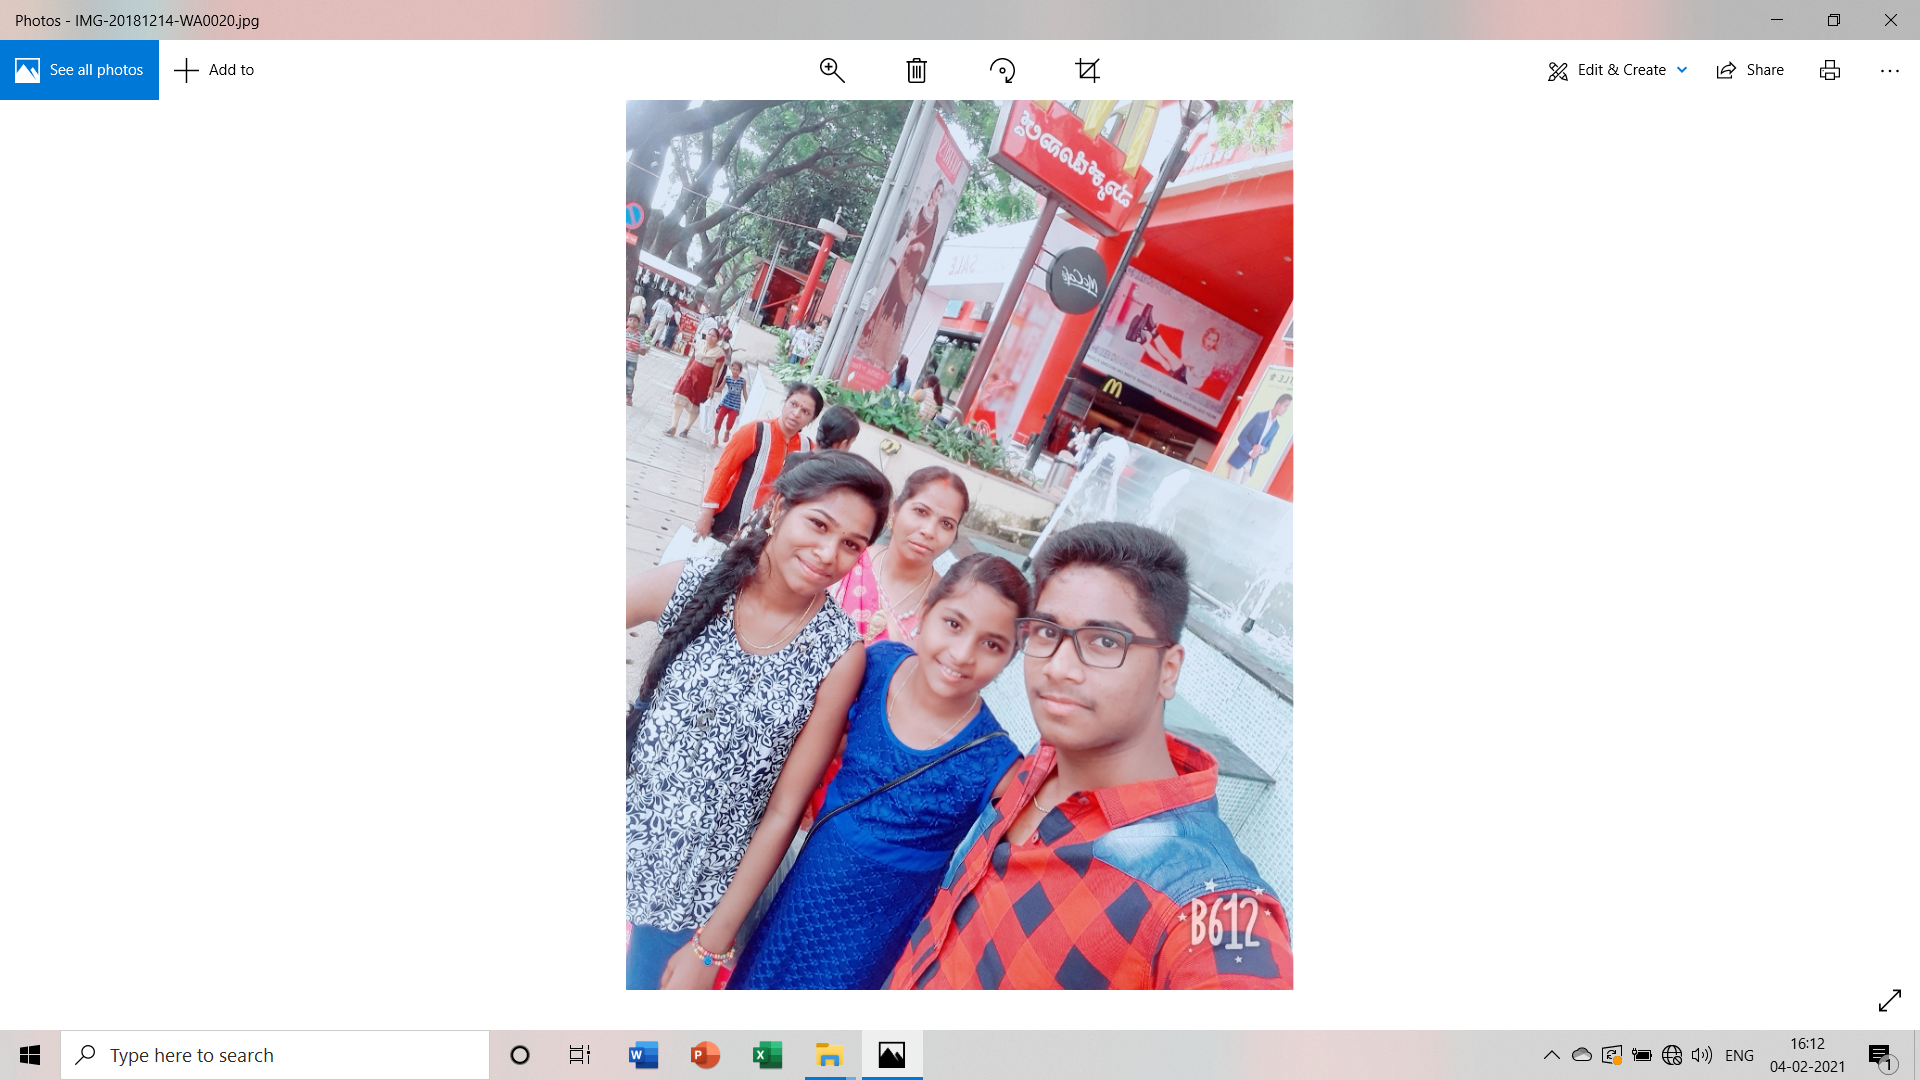 Photos - IMG-20181214-WA0020.jpg
See all photos
Add to
Edit & Create
Share
ಮೆಕ್‌ಡೊನಾಲ್ಡ್ಸ್
SALE
McCafé
B612
Type here to search
ENG
16:12
04-02-2021
1